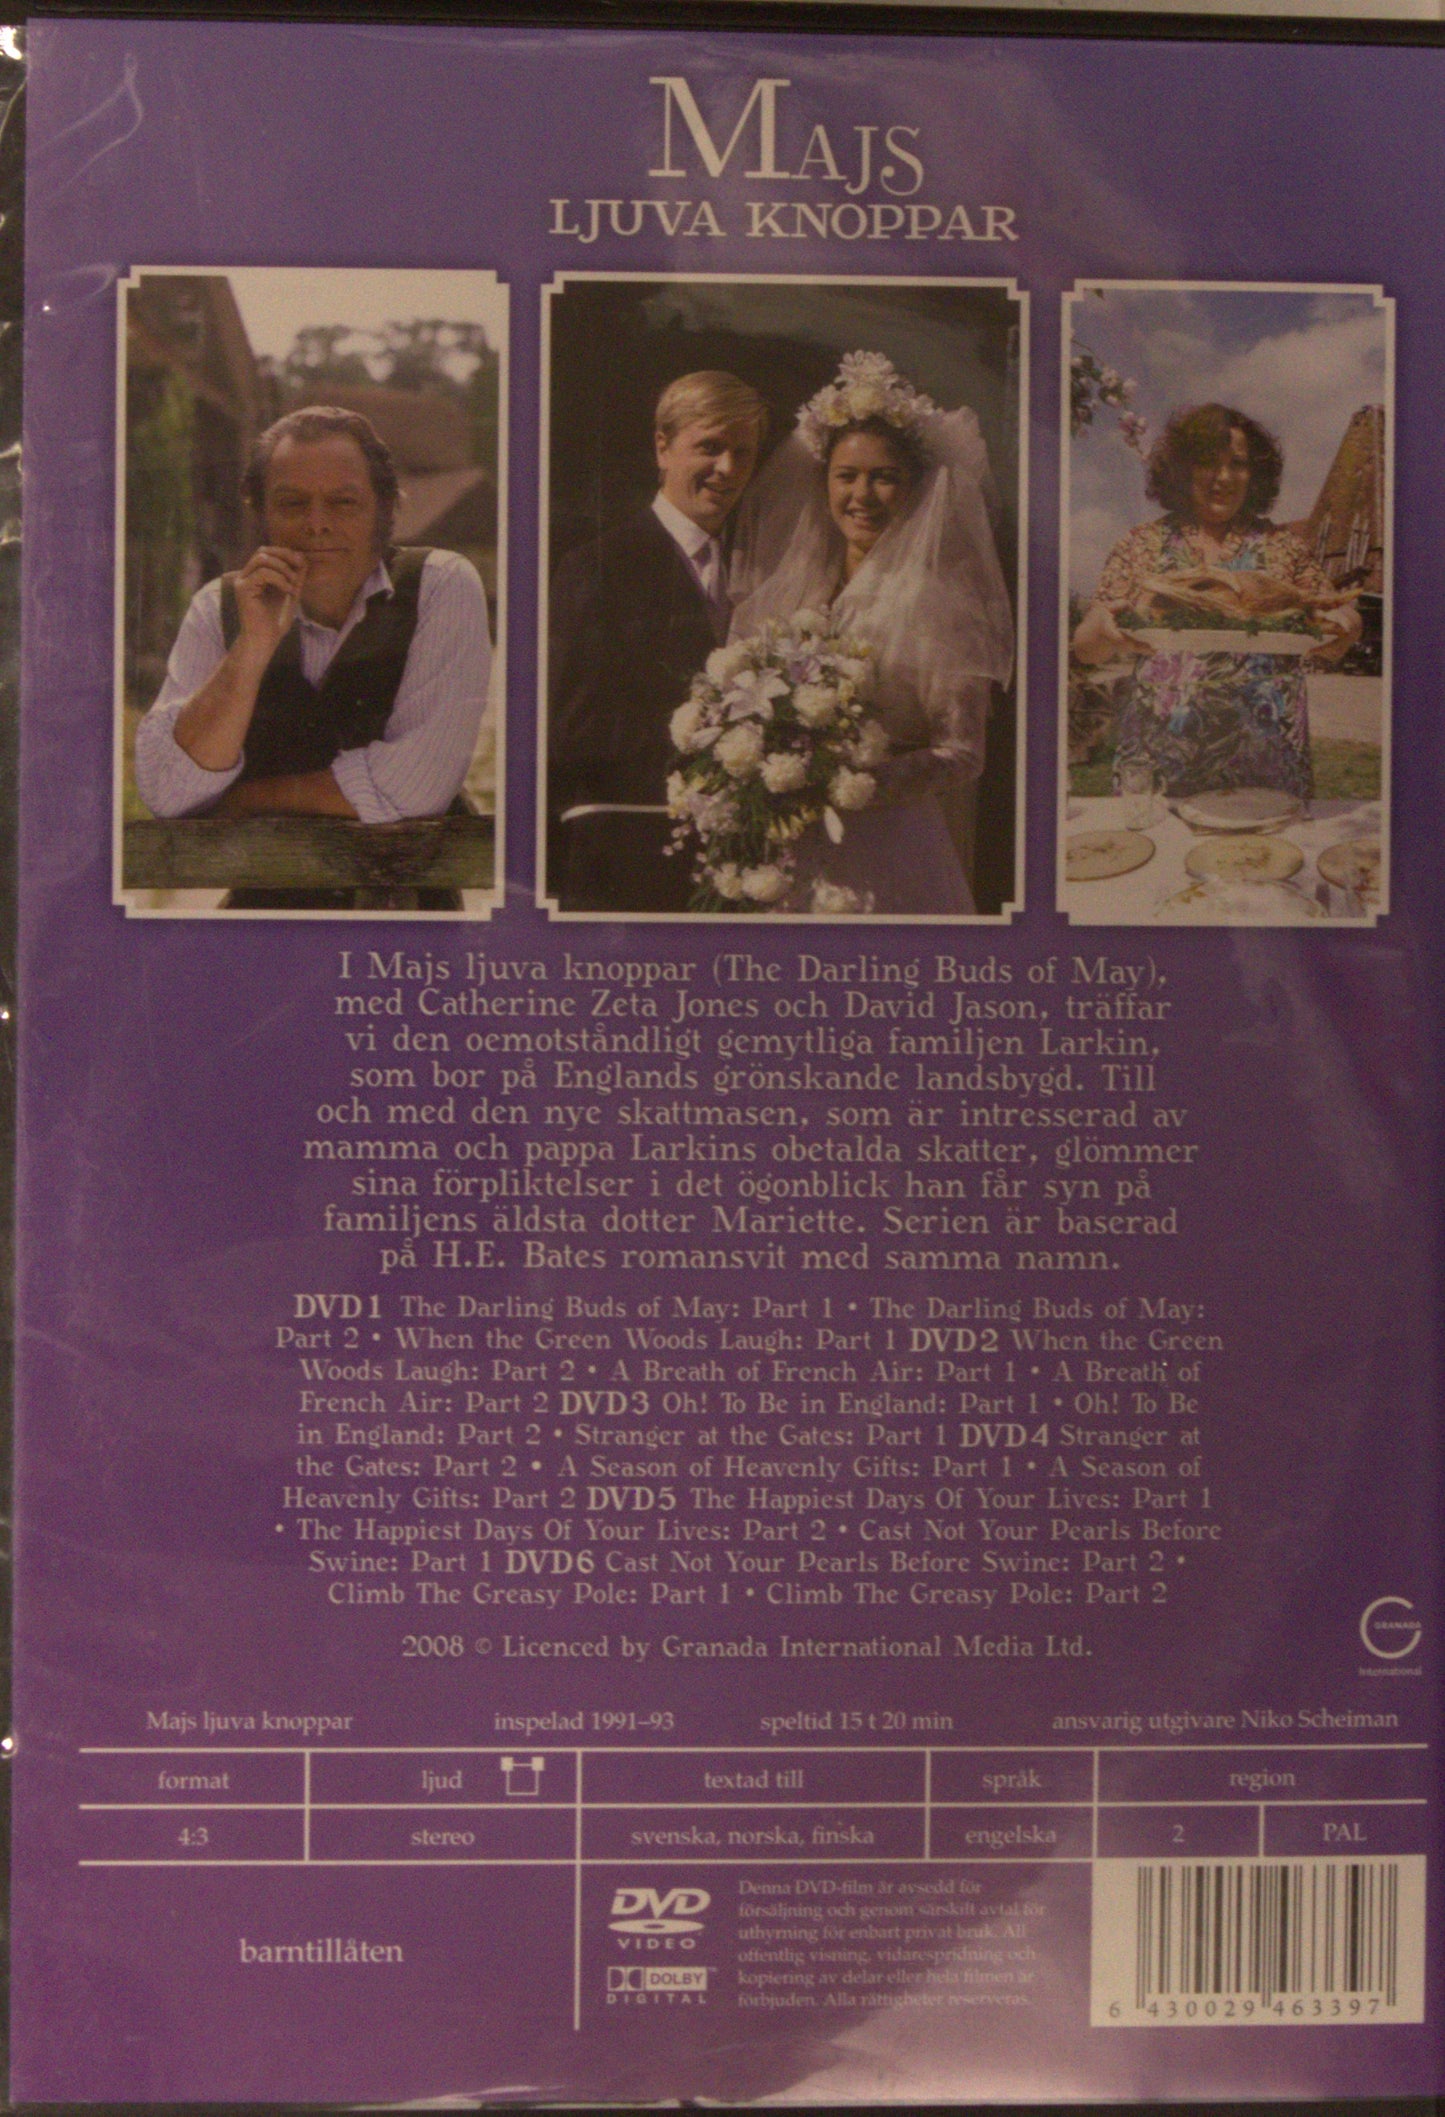 MAJS
LJUVA KNOPPAR
I Majs ljuva knoppar (The Darling Buds of May),
med Catherine Zeta Jones och David Jason, träffar
vi den oemotståndligt gemytliga familjen Larkin,
som bor på Englands grönskande landsbygd. Till
och med den nye skattmasen, som är intresserad av
mamma och pappa Larkins obetalda skatter, glömmer
sina förpliktelser i det ögonblick han får syn på
familjens äldsta dotter Mariette. Serien är baserad
på H.E. Bates romansvit med samma namn.
DVD1 The Darling Buds of May: Part 1 • The Darling Buds of May:
Part 2 • When the Green Woods Laugh: Part 1 DVD2 When the Green
Woods Laugh: Part 2 • A Breath of French Air: Part 1 • A Breath of
French Air: Part 2 DVD3 Oh! To Be in England: Part 1 • Oh! To Be
in England: Part 2 • Stranger at the Gates: Part 1 DVD4 Stranger at
the Gates: Part 2 • A Season of Heavenly Gifts: Part 1 • A Season of
Heavenly Gifts: Part 2 DVD5 The Happiest Days Of Your Lives: Part 1
• The Happiest Days Of Your Lives: Part 2 • Cast Not Your Pearls Before
Swine: Part 1 DVD6 Cast Not Your Pearls Before Swine: Part 2 •
Climb The Greasy Pole: Part 1 • Climb The Greasy Pole: Part 2
2008 © Licenced by Granada International Media Ltd.
GRANADA
International
Majs ljuva knoppar inspelad 1991–93 speltid 15 t 20 min ansvarig utgivare Niko Scheiman
format ljud textad till språk region
4:3 stereo svenska, norska, finska engelska 2 PAL
barntillåten
DVD
VIDEO
DOLBY
DIGITAL
Denna DVD-film är avsedd för
försäljning och genom särskilt avtal för
uthyrning för enbart privat bruk. All
offentlig visning, vidarespridning och
kopiering av delar eller hela filmen är
förbjuden. Alla rättigheter reserveras.
6 430029 463397